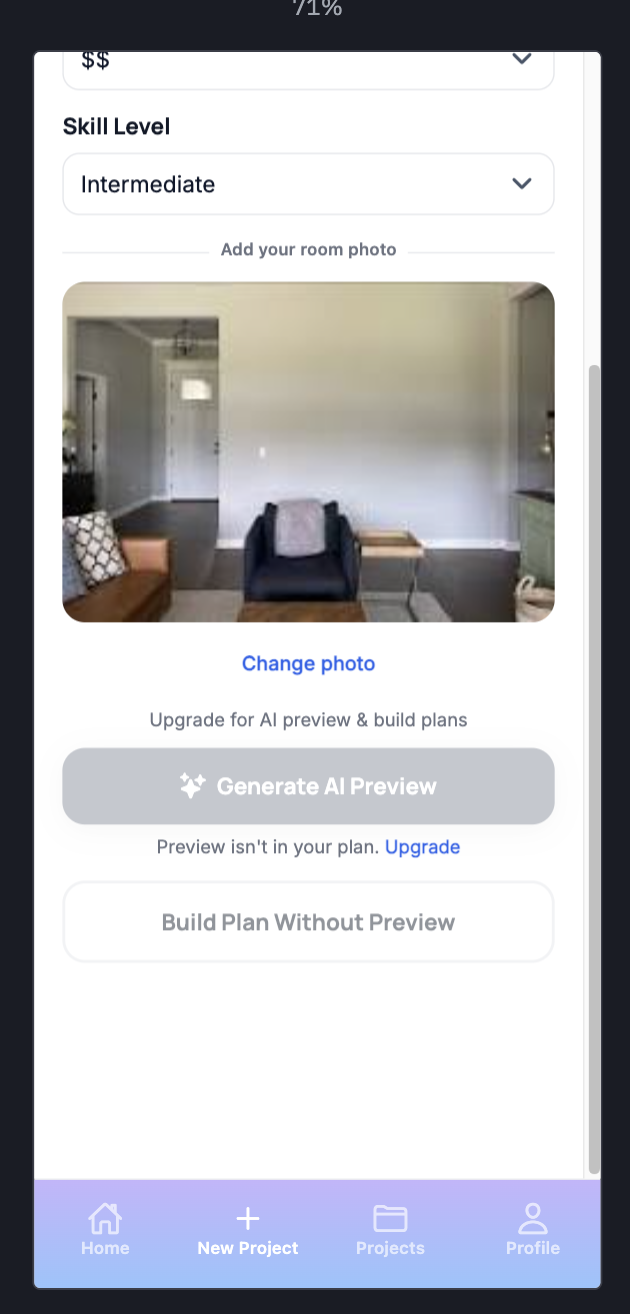 71%
$$
Skill Level
Intermediate
Add your room photo
Change photo
Upgrade for AI preview & build plans
Generate AI Preview
Preview isn't in your plan. Upgrade
Build Plan Without Preview
Home
New Project
Projects
Profile